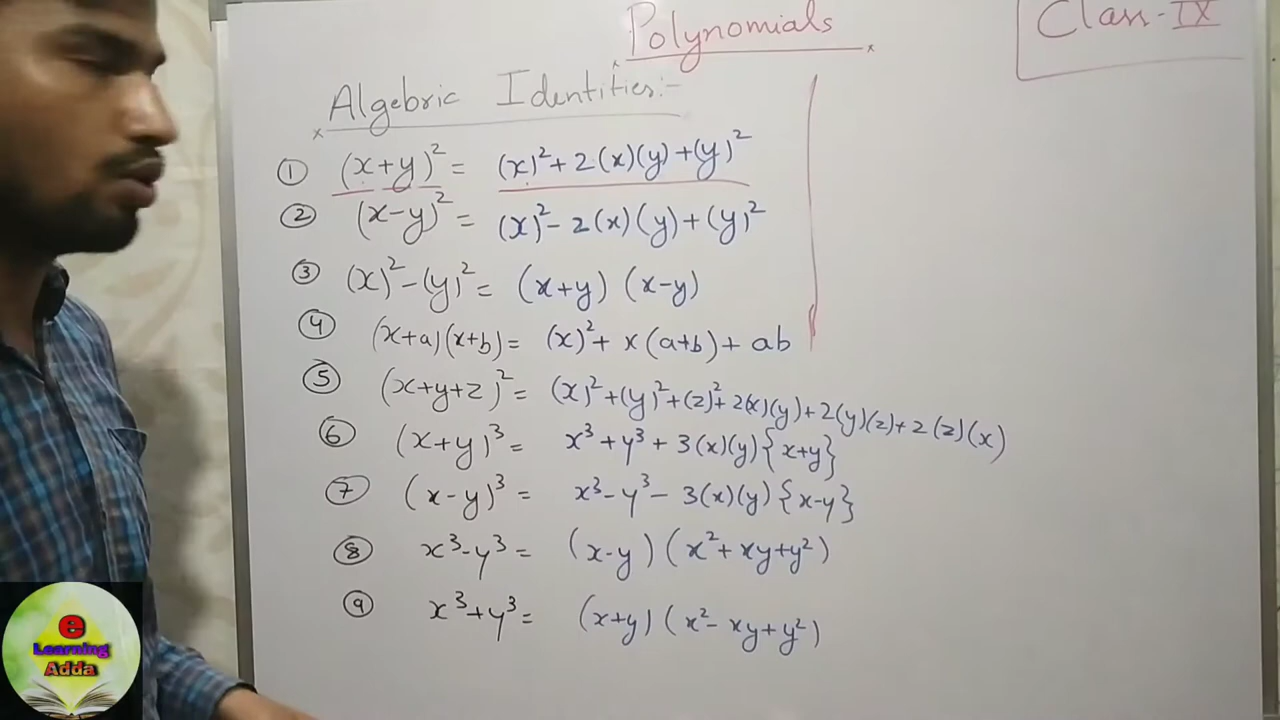 Polynomials
Class-IX
Algebric Identities:-
① (x+y)² = (x)²+2(x)(y)+(y)²
② (x-y)² = (x)²-2(x)(y)+(y)²
③ (x)²-(y)² = (x+y) (x-y)
④ (x+a)(x+b) = (x)²+ x(a+b)+ab
⑤ (x+y+z)² = (x)²+(y)²+(z)²+2(x)(y)+2(y)(z)+2(z)(x)
⑥ (x+y)³ = x³+y³+3(x)(y){x+y}
⑦ (x-y)³ = x³-y³-3(x)(y){x-y}
⑧ x³-y³ = (x-y)(x²+xy+y²)
⑨ x³+y³ = (x+y)(x²-xy+y²)
e
Learning
Adda